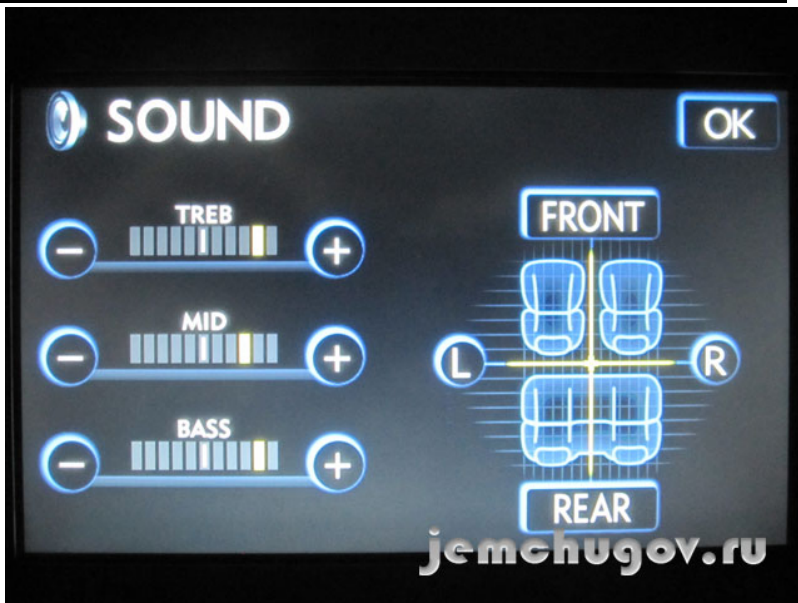 SOUND
OK
TREB
- +
MID
- +
BASS
- +
FRONT
L R
REAR
jemchugov.ru